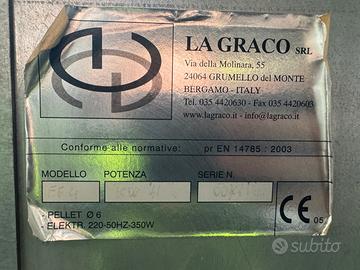 LA GRACO SRL
Via della Molinara, 55
24064 GRUMELLO del MONTE
BERGAMO - ITALY
Tel. 035 4420630 - Fax 035 4420603
www.lagraco.it - info@lagraco.it
Conforme alle normative: pr EN 14785 : 2003
MODELLO POTENZA SERIE N.
- PELLET Ø 6
- ELEKTR. 220-50HZ-350W
CE 05
subito